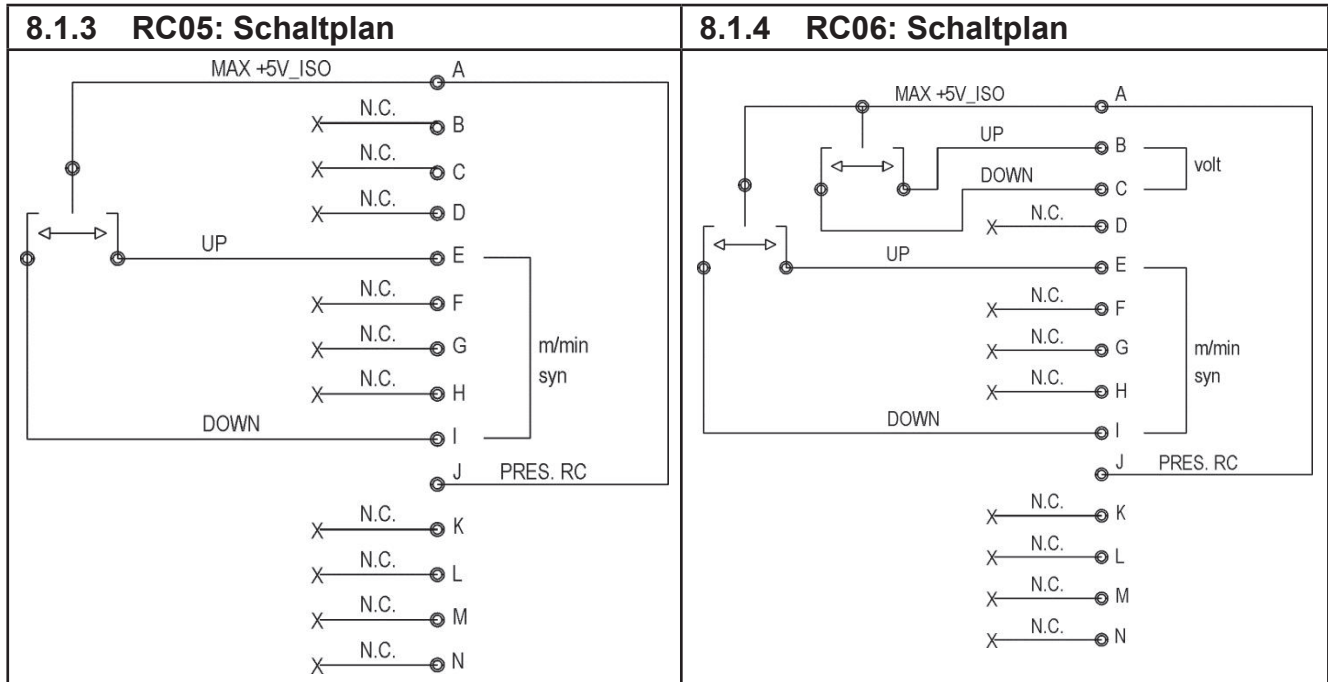 8.1.3 RC05: Schaltplan
MAX +5V_ISO A
N.C. B
N.C. C
N.C. D
UP E
N.C. F
N.C. G m/min
N.C. H syn
DOWN I
J PRES. RC
N.C. K
N.C. L
N.C. M
N.C. N
8.1.4 RC06: Schaltplan
MAX +5V_ISO A
UP B
volt
DOWN C
N.C. D
UP E
N.C. F
N.C. G m/min
N.C. H syn
DOWN I
J PRES. RC
N.C. K
N.C. L
N.C. M
N.C. N